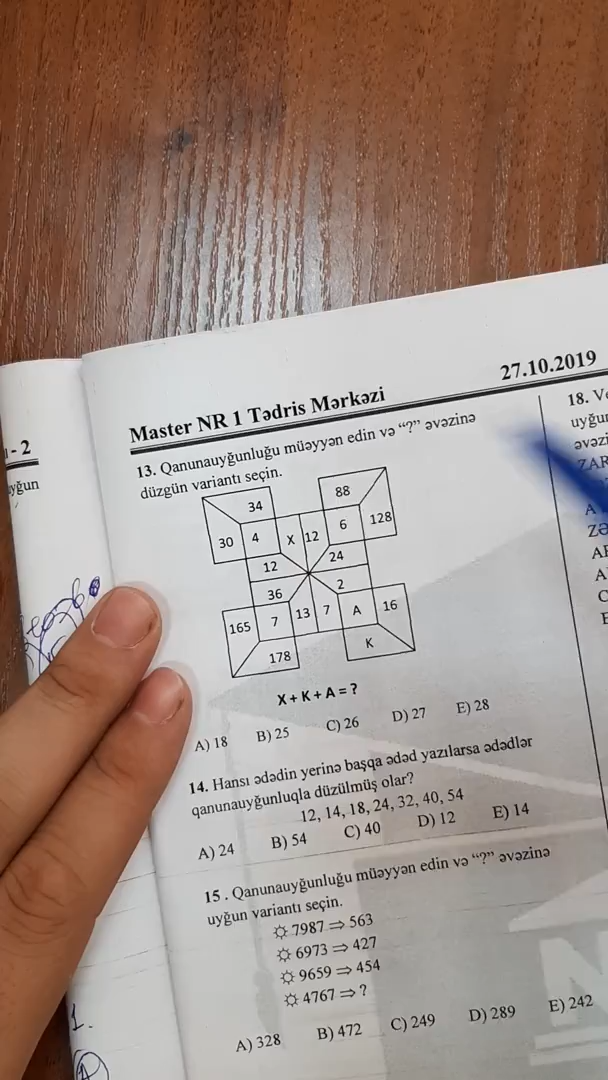 - 2
uyğun
Master NR 1 Tədris Mərkəzi
27.10.2019
13. Qanunauyğunluğu müəyyən edin və “?” əvəzinə
düzgün variantı seçin.
34 88
30 4 X 12 6 128
12 24
36 2
165 7 13 7 A 16
178 K
X + K + A = ?
A) 18 B) 25 C) 26 D) 27 E) 28
14. Hansı ədədin yerinə başqa ədəd yazılarsa ədədlər
qanunauyğunluqla düzülmüş olar?
12, 14, 18, 24, 32, 40, 54
A) 24 B) 54 C) 40 D) 12 E) 14
15 . Qanunauyğunluğu müəyyən edin və “?” əvəzinə
uyğun variantı seçin.
7987 ⇒ 563
6973 ⇒ 427
9659 ⇒ 454
4767 ⇒ ?
A) 328 B) 472 C) 249 D) 289 E) 242
18.
əvəzi
ZAR
A
1.